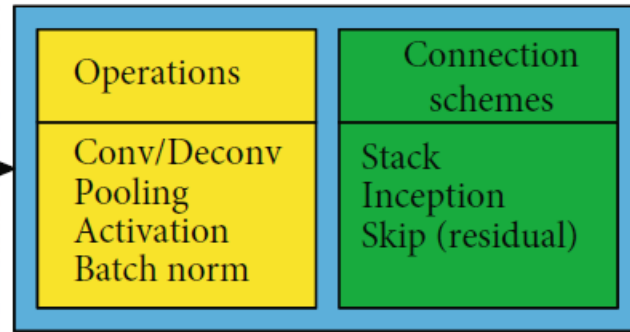 Operations
Conv/Deconv
Pooling
Activation
Batch norm
Connection
schemes
Stack
Inception
Skip (residual)